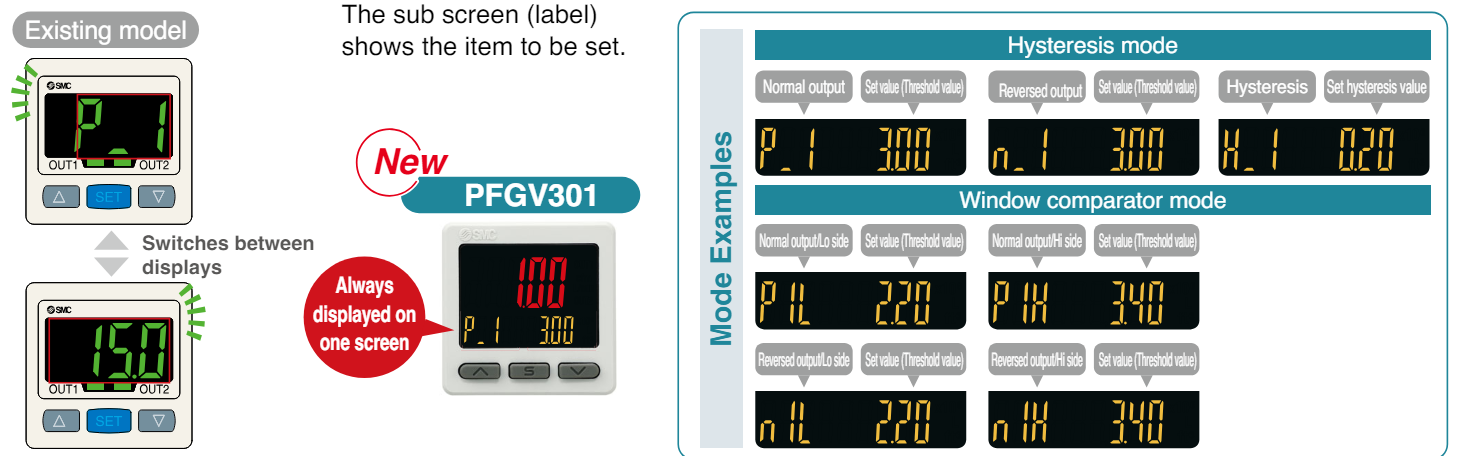 Existing model
SMC
P_1
OUT1 OUT2
SET
Switches between
displays
SMC
15.0
OUT1 OUT2
SET
The sub screen (label)
shows the item to be set.
New
PFGV301
SMC
1.00
P_1 3.00
S
Always
displayed on
one screen
Mode Examples
Hysteresis mode
Normal output Set value (Threshold value) Reversed output Set value (Threshold value) Hysteresis Set hysteresis value
P_1 3.00 n_1 3.00 H_1 0.20
Window comparator mode
Normal output/Lo side Set value (Threshold value) Normal output/Hi side Set value (Threshold value)
P1L 2.20 P1H 3.40
Reversed output/Lo side Set value (Threshold value) Reversed output/Hi side Set value (Threshold value)
n1L 2.20 n1H 3.40